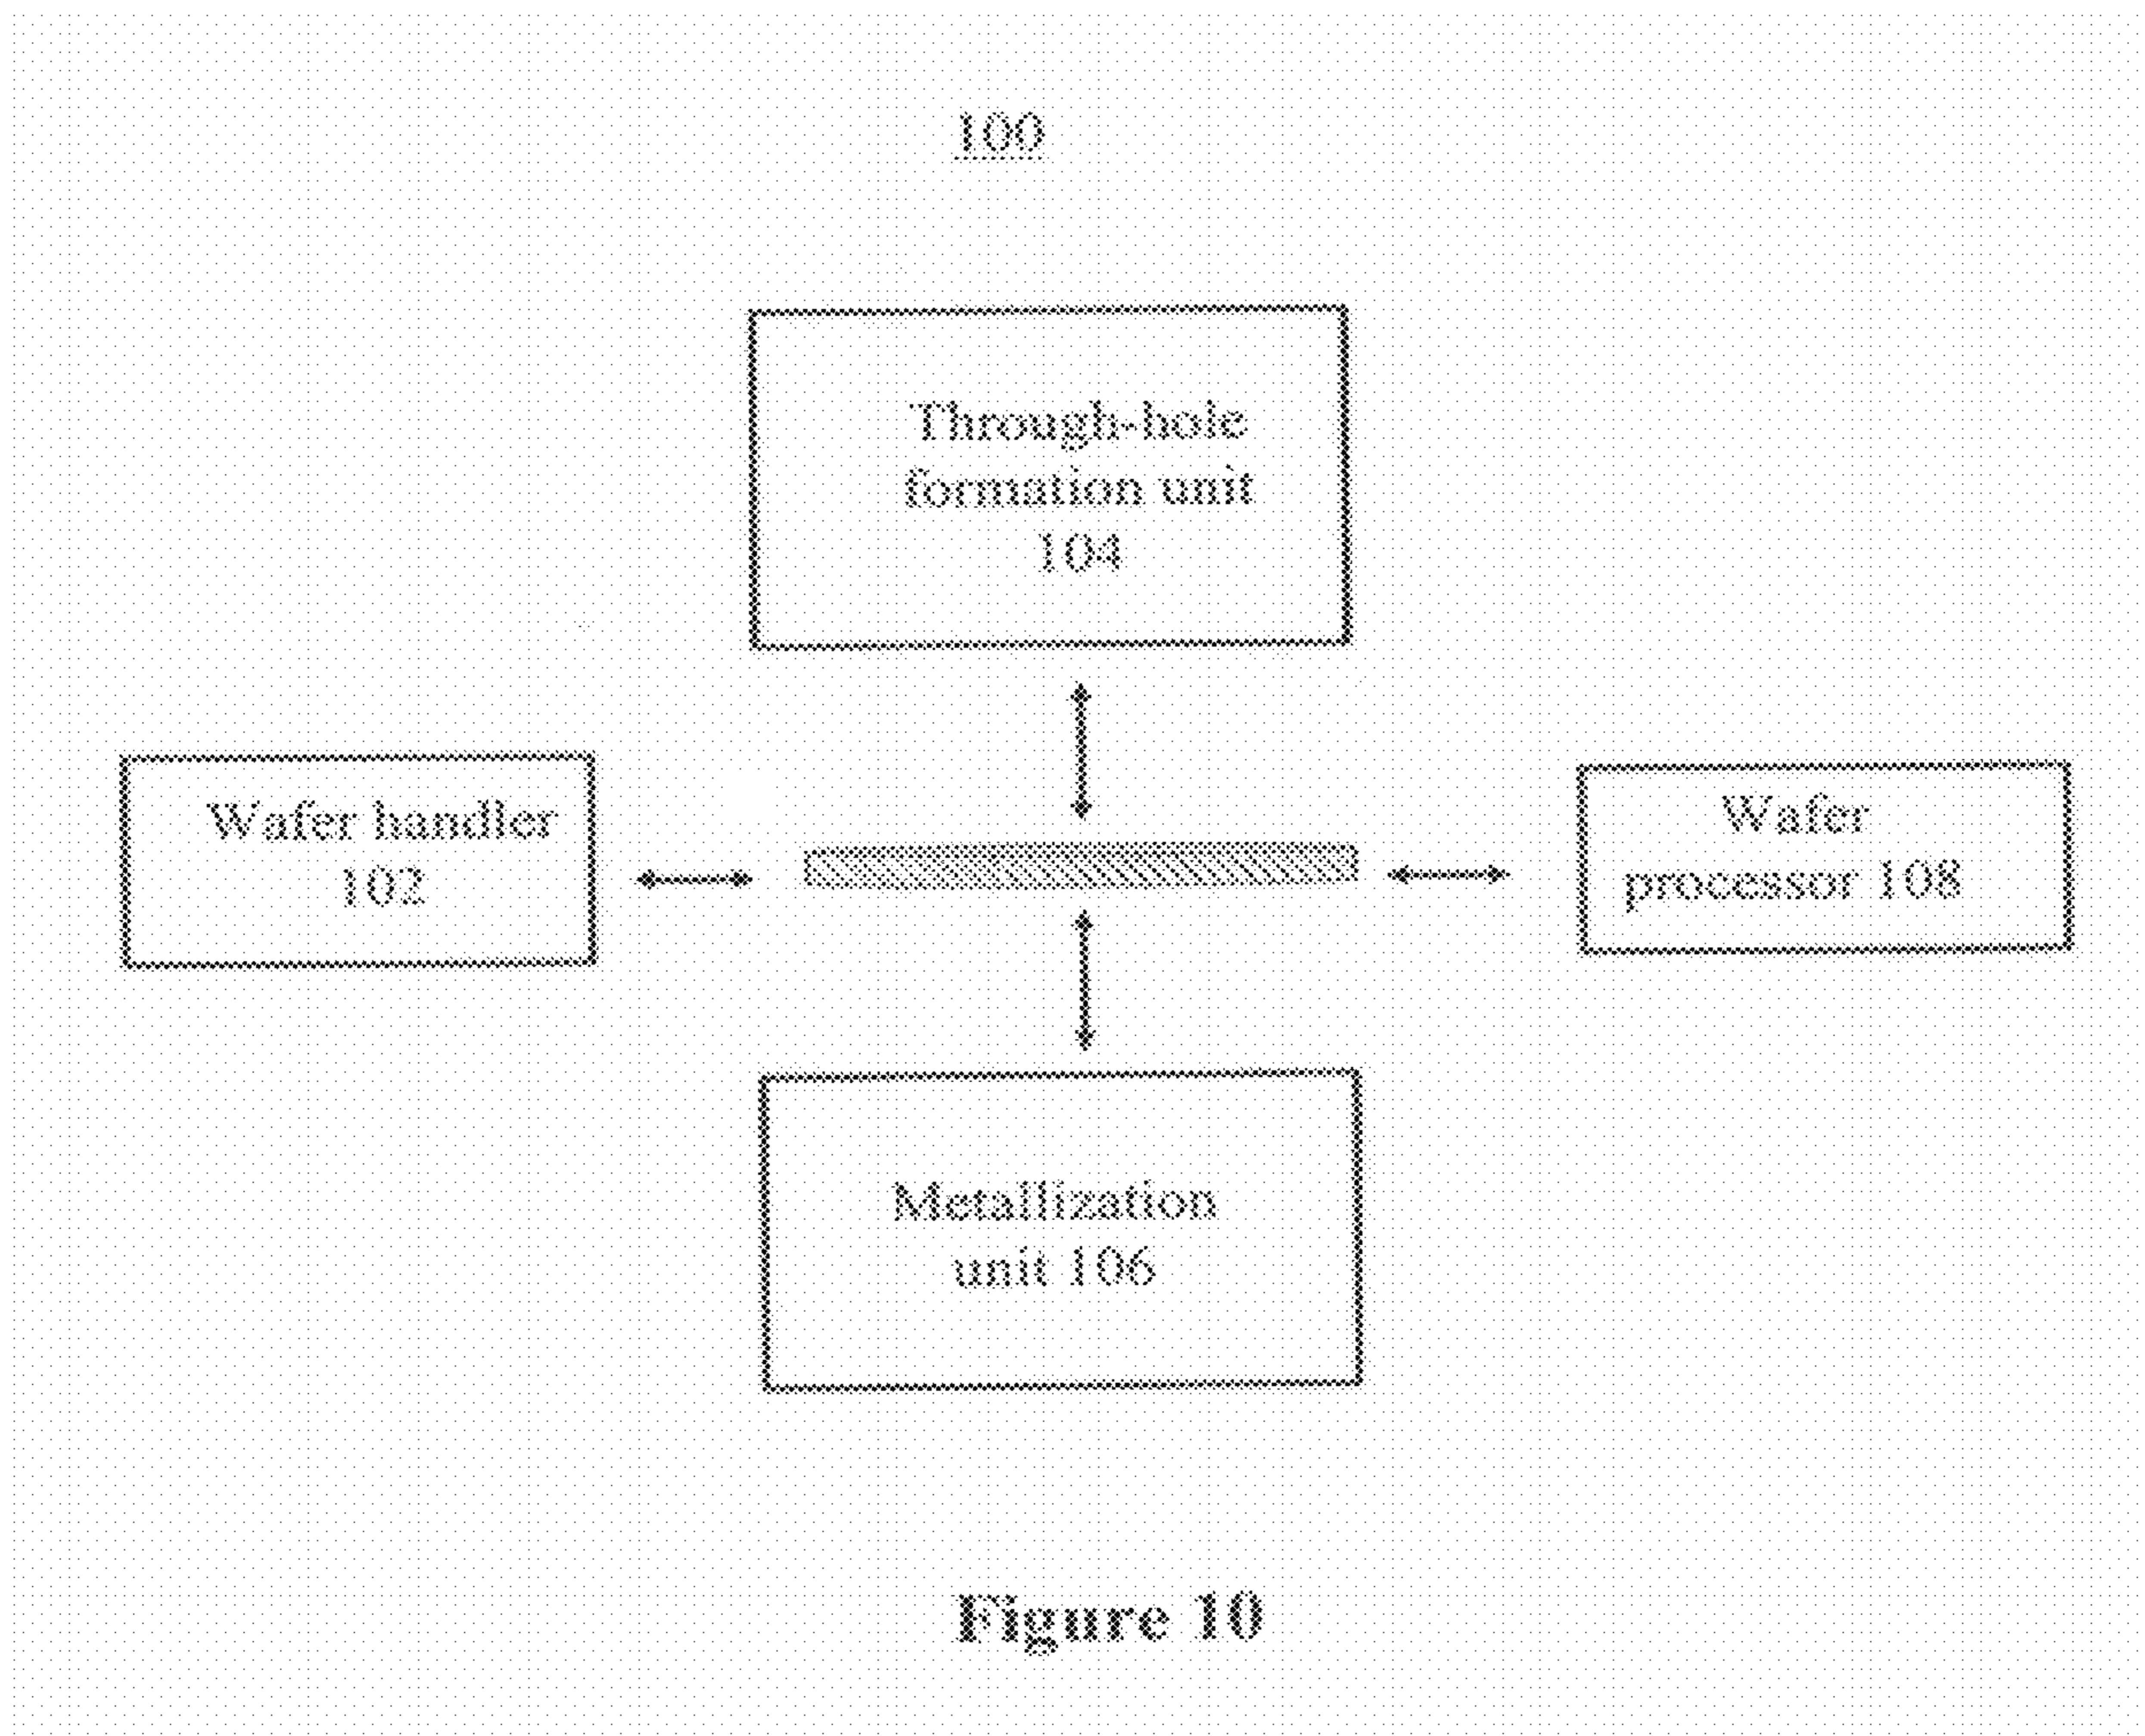 100
Through-hole
formation unit
104
Wafer handler
102
Wafer
processor 108
Metallization
unit 106
Figure 10